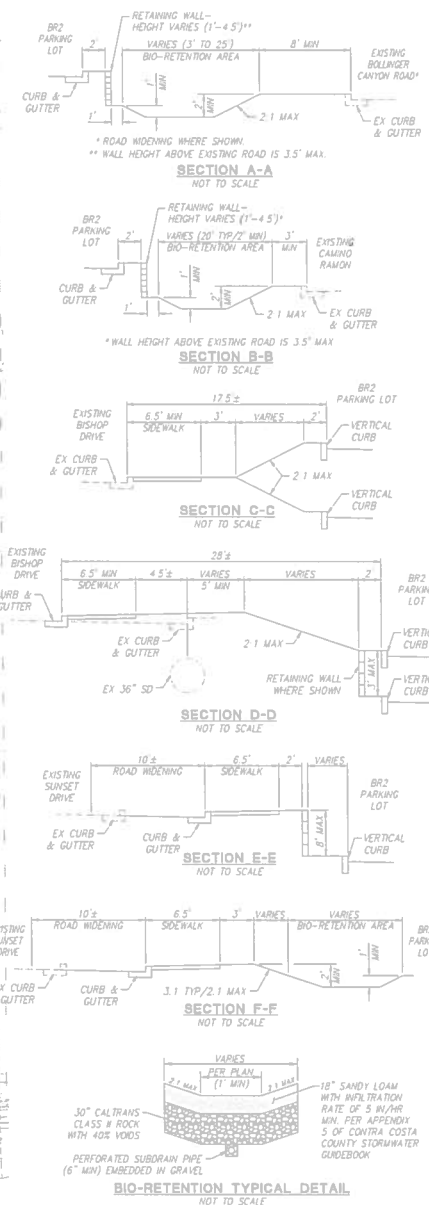 RETAINING WALL-
HEIGHT VARIES (1'-4.5')**
BR2
PARKING
LOT
2'
VARIES (3' TO 25')
BIO-RETENTION AREA
8' MIN
EXISTING
BOLLINGER
CANYON ROAD*
CURB &
GUTTER
1'
1'
MIN
2'
MIN
2:1 MAX
EX CURB
& GUTTER
* ROAD WIDENING WHERE SHOWN.
** WALL HEIGHT ABOVE EXISTING ROAD IS 3.5' MAX.
SECTION A-A
NOT TO SCALE
RETAINING WALL-
HEIGHT VARIES (1'-4.5')*
BR2
PARKING
LOT
2'
VARIES (20' TYP/2' MIN)
BIO-RETENTION AREA
3'
MIN
EXISTING
CAMINO
RAMON
CURB &
GUTTER
1'
1'
MIN
2'
MIN
2:1 MAX
EX CURB
& GUTTER
*WALL HEIGHT ABOVE EXISTING ROAD IS 3.5' MAX
SECTION B-B
NOT TO SCALE
17.5'±
BR2
PARKING LOT
EXISTING
BISHOP
DRIVE
6.5' MIN
SIDEWALK
3'
VARIES
2'
VERTICAL
CURB
EX CURB
& GUTTER
2:1 MAX
VERTICAL
CURB
SECTION C-C
NOT TO SCALE
28'±
EXISTING
BISHOP
DRIVE
6.5' MIN
SIDEWALK
4.5'±
VARIES
5' MIN
VARIES
2'
BR2
PARKING
LOT
CURB &
GUTTER
EX CURB
& GUTTER
2:1 MAX
VERTICAL
CURB
EX 36" SD
RETAINING WALL
WHERE SHOWN
3' MAX
VERTICAL
CURB
SECTION D-D
NOT TO SCALE
10'±
ROAD WIDENING
6.5'
SIDEWALK
2'
VARIES
EXISTING
SUNSET
DRIVE
BR2
PARKING
LOT
EX CURB
& GUTTER
CURB &
GUTTER
8' MAX
VERTICAL
CURB
SECTION E-E
NOT TO SCALE
10'±
ROAD WIDENING
6.5'
SIDEWALK
3'
VARIES
VARIES
BIO-RETENTION AREA
EXISTING
SUNSET
DRIVE
BR2
PARKING
LOT
EX CURB
& GUTTER
CURB &
GUTTER
3:1 TYP/2:1 MAX
2'
MIN
1'
MIN
SECTION F-F
NOT TO SCALE
VARIES
PER PLAN
(1' MIN)
2:1 MAX
2:1 MAX
18" SANDY LOAM
WITH INFILTRATION
RATE OF 5 IN/HR
MIN. PER APPENDIX
5 OF CONTRA COSTA
COUNTY STORMWATER
GUIDEBOOK
30" CALTRANS
CLASS II ROCK
WITH 40% VOIDS
PERFORATED SUBDRAIN PIPE
(6" MIN) EMBEDDED IN GRAVEL
BIO-RETENTION TYPICAL DETAIL
NOT TO SCALE